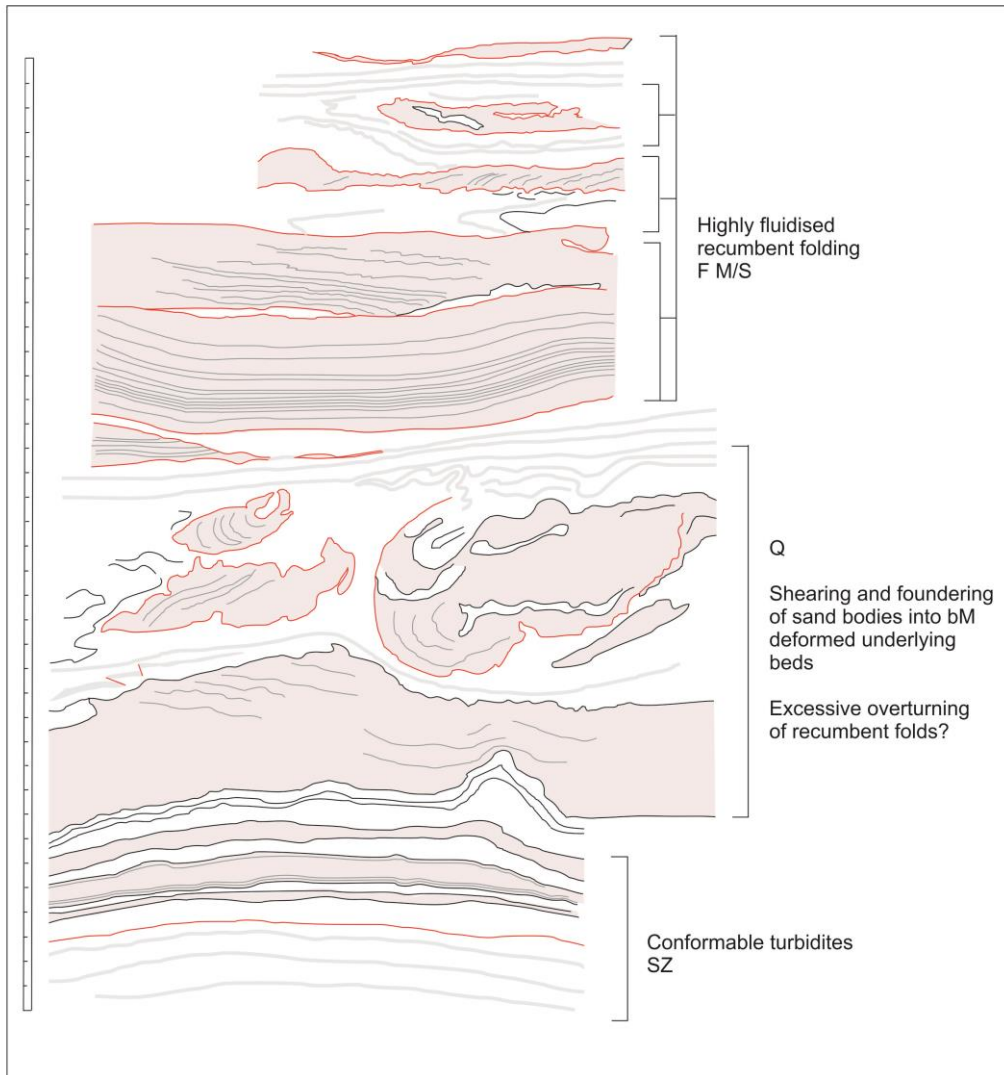 Highly fluidised
recumbent folding
F M/S
Q
Shearing and foundering
of sand bodies into bM
deformed underlying
beds
Excessive overturning
of recumbent folds?
Conformable turbidites
SZ